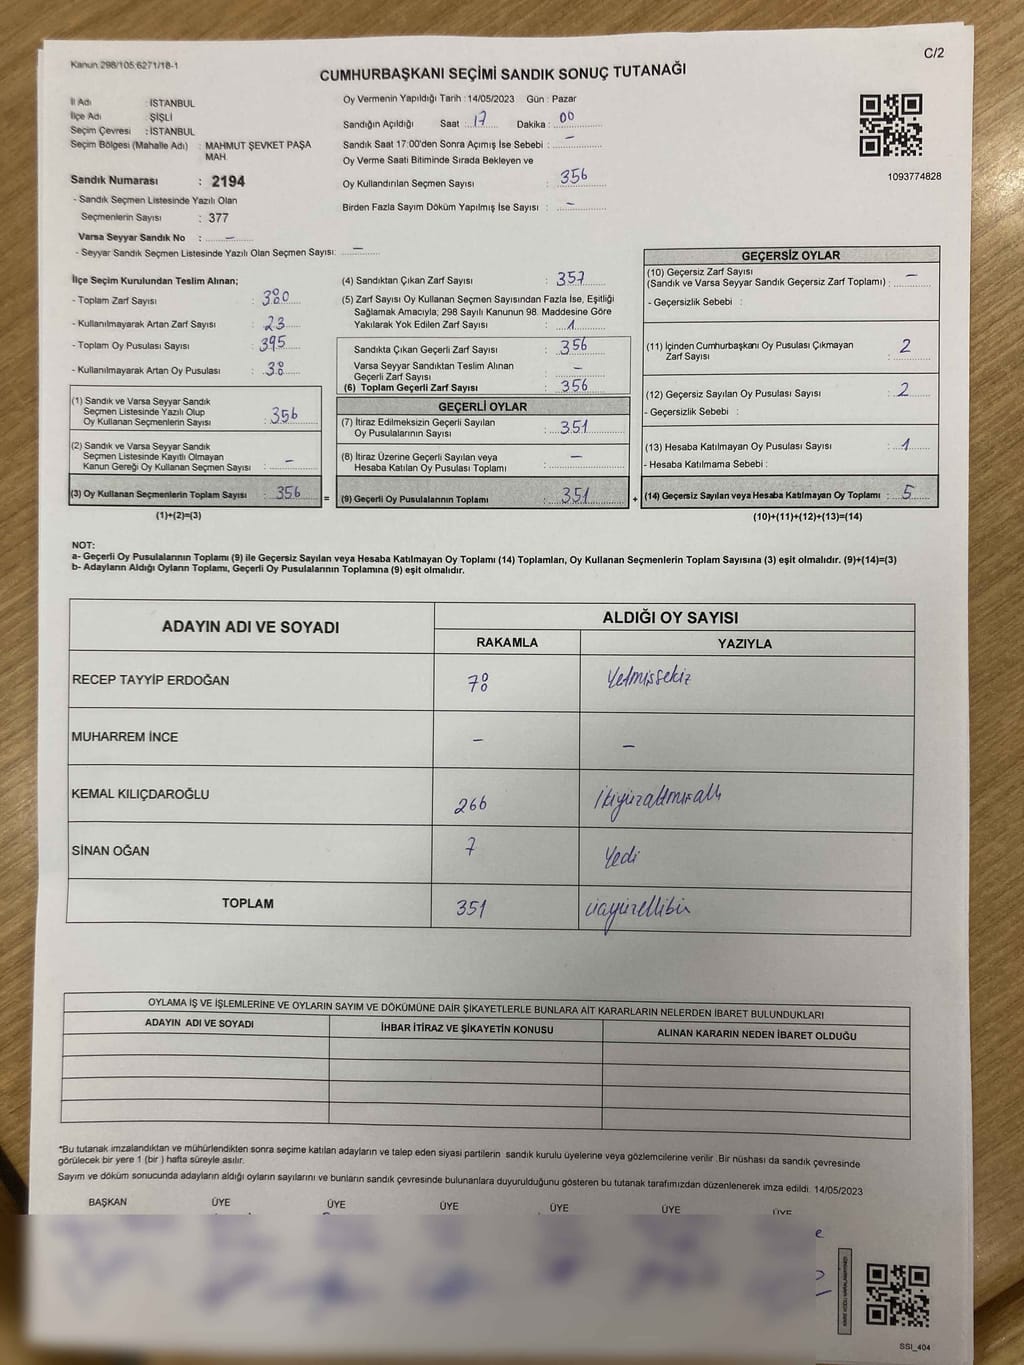 Kanun:298/105;6271/18-1
C/2
CUMHURBAŞKANI SEÇİMİ SANDIK SONUÇ TUTANAĞI
İl Adı : İSTANBUL
İlçe Adı : ŞİŞLİ
Seçim Çevresi : İSTANBUL
Seçim Bölgesi (Mahalle Adı) : MAHMUT ŞEVKET PAŞA
MAH.
Sandık Numarası : 2194
- Sandık Seçmen Listesinde Yazılı Olan
Seçmenlerin Sayısı : 377
Varsa Seyyar Sandık No : –
- Seyyar Sandık Seçmen Listesinde Yazılı Olan Seçmen Sayısı: –
Oy Vermenin Yapıldığı Tarih : 14/05/2023 Gün : Pazar
Sandığın Açıldığı Saat : 17 Dakika : 00
Sandık Saat 17:00'den Sonra Açımış İse Sebebi : –
Oy Verme Saati Bitiminde Sırada Bekleyen ve
Oy Kullandırılan Seçmen Sayısı : 356
Birden Fazla Sayım Döküm Yapılmış İse Sayısı : –
1093774828
İlçe Seçim Kurulundan Teslim Alınan;
- Toplam Zarf Sayısı : 380
- Kullanılmayarak Artan Zarf Sayısı : 23
- Toplam Oy Pusulası Sayısı : 395
- Kullanılmayarak Artan Oy Pusulası : 38
(1) Sandık ve Varsa Seyyar Sandık
Seçmen Listesinde Yazılı Olup
Oy Kullanan Seçmenlerin Sayısı : 356
(2) Sandık ve Varsa Seyyar Sandık
Seçmen Listesinde Kayıtlı Olmayan
Kanun Gereği Oy Kullanan Seçmen Sayısı : –
(3) Oy Kullanan Seçmenlerin Toplam Sayısı : 356
=
(1)+(2)=(3)
(4) Sandıktan Çıkan Zarf Sayısı : 357
(5) Zarf Sayısı Oy Kullanan Seçmen Sayısından Fazla İse, Eşitliği
Sağlamak Amacıyla; 298 Sayılı Kanunun 98. Maddesine Göre
Yakılarak Yok Edilen Zarf Sayısı : 1
Sandıkta Çıkan Geçerli Zarf Sayısı : 356
Varsa Seyyar Sandıktan Teslim Alınan
Geçerli Zarf Sayısı : –
(6) Toplam Geçerli Zarf Sayısı : 356
GEÇERLİ OYLAR
(7) İtiraz Edilmeksizin Geçerli Sayılan
Oy Pusulalarının Sayısı : 351
(8) İtiraz Üzerine Geçerli Sayılan veya
Hesaba Katılan Oy Pusulası Toplamı : –
(9) Geçerli Oy Pusulalarının Toplamı : 351
+
GEÇERSİZ OYLAR
(10) Geçersiz Zarf Sayısı
(Sandık ve Varsa Seyyar Sandık Geçersiz Zarf Toplamı) : –
- Geçersizlik Sebebi :
(11) İçinden Cumhurbaşkanı Oy Pusulası Çıkmayan
Zarf Sayısı : 2
(12) Geçersiz Sayılan Oy Pusulası Sayısı : 2
- Geçersizlik Sebebi :
(13) Hesaba Katılmayan Oy Pusulası Sayısı : 1
- Hesaba Katılmama Sebebi :
(14) Geçersiz Sayılan veya Hesaba Katılmayan Oy Toplamı : 5
(10)+(11)+(12)+(13)=(14)
NOT:
a- Geçerli Oy Pusulalarının Toplamı (9) ile Geçersiz Sayılan veya Hesaba Katılmayan Oy Toplamı (14) Toplamları, Oy Kullanan Seçmenlerin Toplam Sayısına (3) eşit olmalıdır. (9)+(14)=(3)
b- Adayların Aldığı Oyların Toplamı, Geçerli Oy Pusulalarının Toplamına (9) eşit olmalıdır.
ADAYIN ADI VE SOYADI ALDIĞI OY SAYISI
RAKAMLA YAZIYLA
RECEP TAYYİP ERDOĞAN 78 Yetmişsekiz
MUHARREM İNCE – –
KEMAL KILIÇDAROĞLU 266 İkiyüzaltmışaltı
SİNAN OĞAN 7 Yedi
TOPLAM 351 üçyüzellibir
OYLAMA İŞ VE İŞLEMLERİNE VE OYLARIN SAYIM VE DÖKÜMÜNE DAİR ŞİKAYETLERLE BUNLARA AİT KARARLARIN NELERDEN İBARET BULUNDUKLARI
ADAYIN ADI VE SOYADI İHBAR İTİRAZ VE ŞİKAYETİN KONUSU ALINAN KARARIN NEDEN İBARET OLDUĞU
*Bu tutanak imzalandıktan ve mühürlendikten sonra seçime katılan adayların ve talep eden siyasi partilerin sandık kurulu üyelerine veya gözlemcilerine verilir .Bir nüshası da sandık çevresinde
görülecek bir yere 1 (bir ) hafta süreyle asılır.
Sayım ve döküm sonucunda adayların aldığı oyların sayılarını ve bunların sandık çevresinde bulunanlara duyurulduğunu gösteren bu tutanak tarafımızdan düzenlenerek imza edildi. 14/05/2023
BAŞKAN ÜYE ÜYE ÜYE ÜYE ÜYE ÜYE
SSI_404